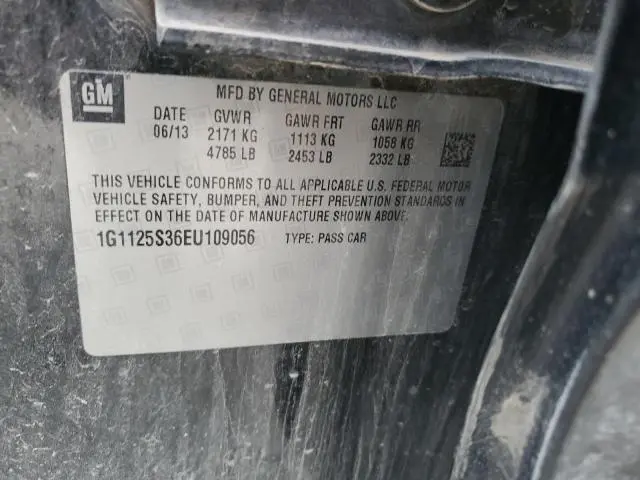 GM
MFD BY GENERAL MOTORS LLC
DATE GVWR GAWR FRT GAWR RR
06/13 2171 KG 1113 KG 1058 KG
4785 LB 2453 LB 2332 LB
THIS VEHICLE CONFORMS TO ALL APPLICABLE U.S. FEDERAL MOTOR
VEHICLE SAFETY, BUMPER, AND THEFT PREVENTION STANDARDS IN
EFFECT ON THE DATE OF MANUFACTURE SHOWN ABOVE.
1G1125S36EU109056 TYPE: PASS CAR